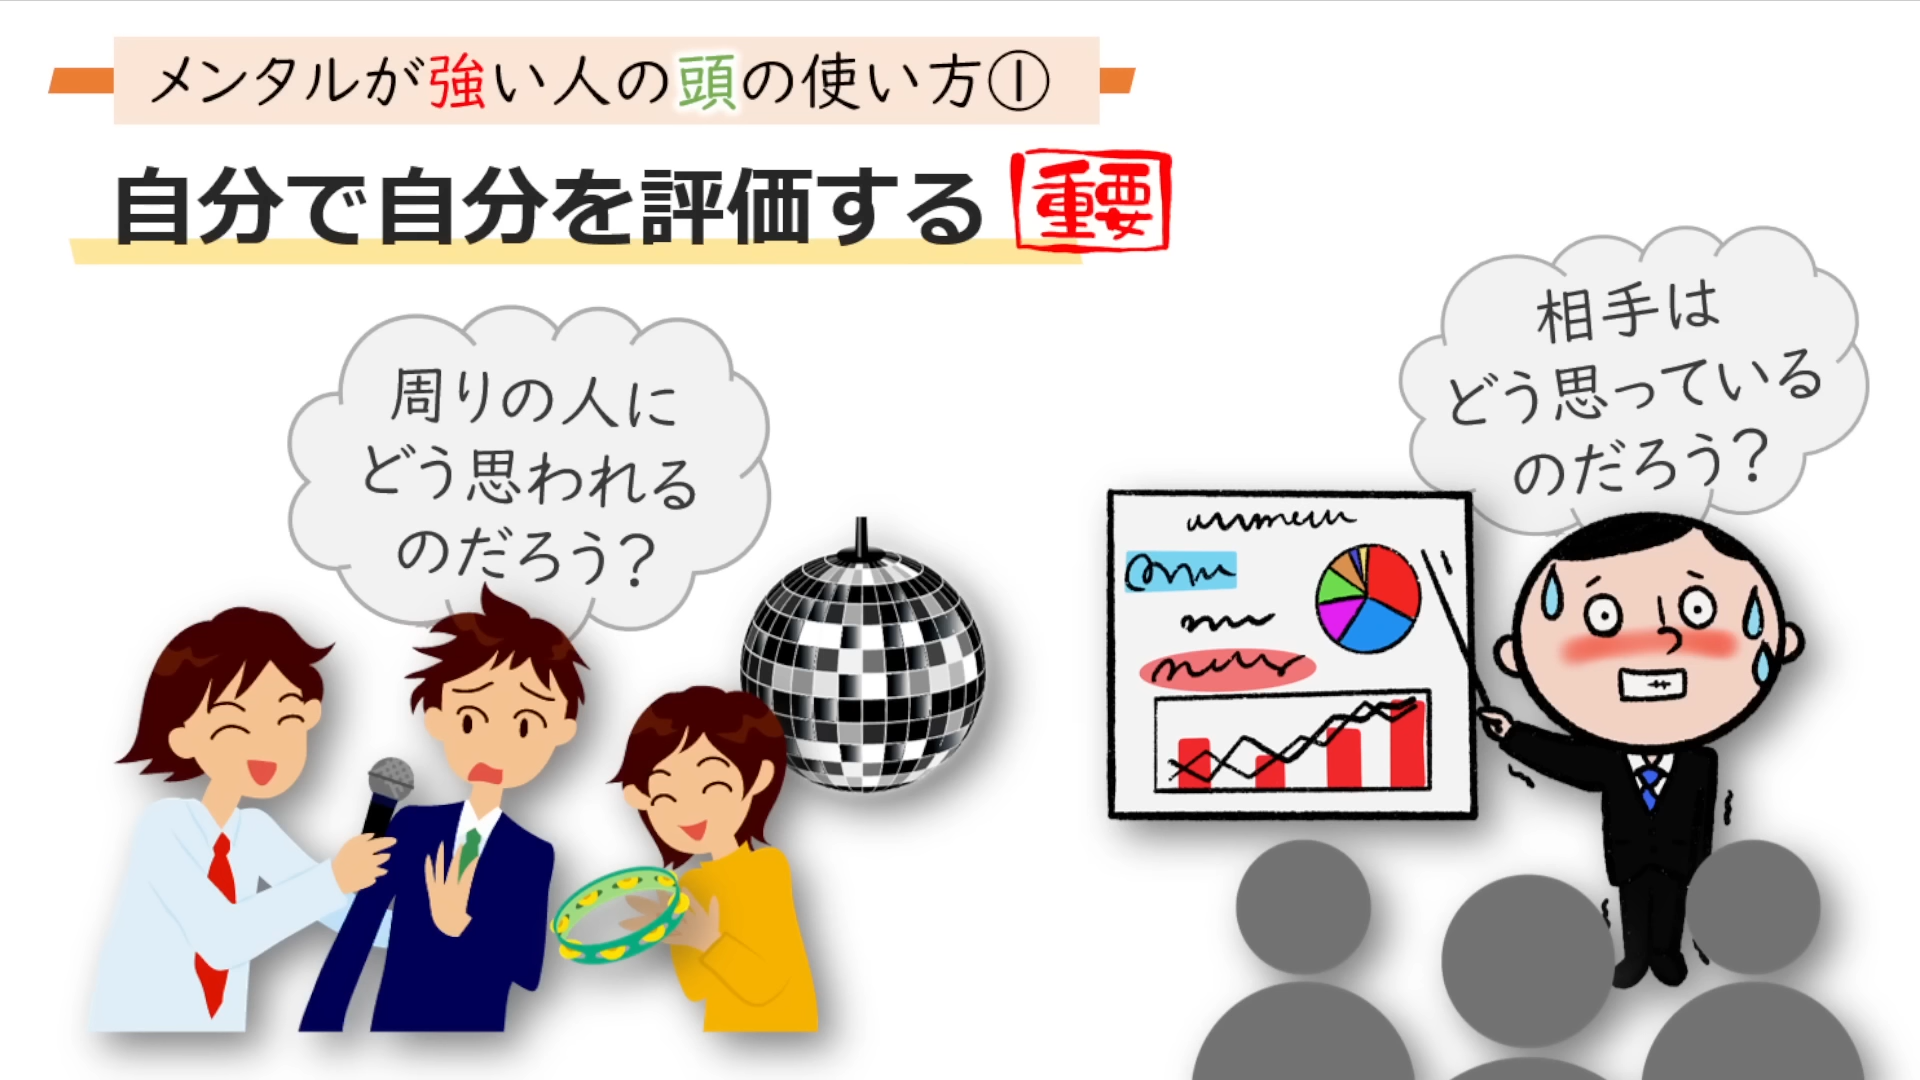 メンタルが強い人の頭の使い方①
自分で自分を評価する
重要
周りの人に
どう思われる
のだろう？
相手は
どう思っている
のだろう？